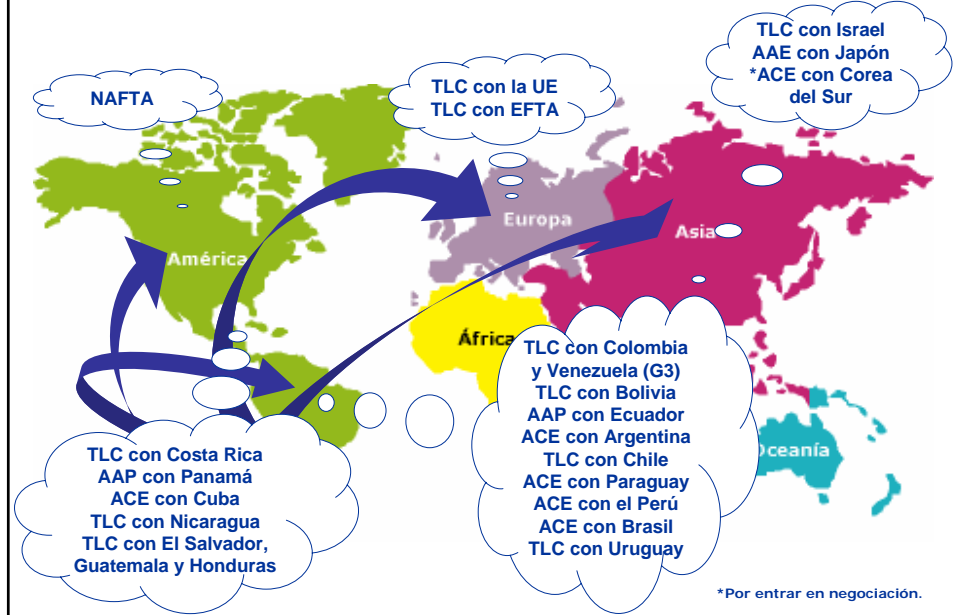 NAFTA
TLC con la UE
TLC con EFTA
TLC con Israel
AAE con Japón
*ACE con Corea
del Sur
América
Europa
Asia
África
Oceanía
TLC con Costa Rica
AAP con Panamá
ACE con Cuba
TLC con Nicaragua
TLC con El Salvador,
Guatemala y Honduras
TLC con Colombia
y Venezuela (G3)
TLC con Bolivia
AAP con Ecuador
ACE con Argentina
TLC con Chile
ACE con Paraguay
ACE con el Perú
ACE con Brasil
TLC con Uruguay
*Por entrar en negociación.